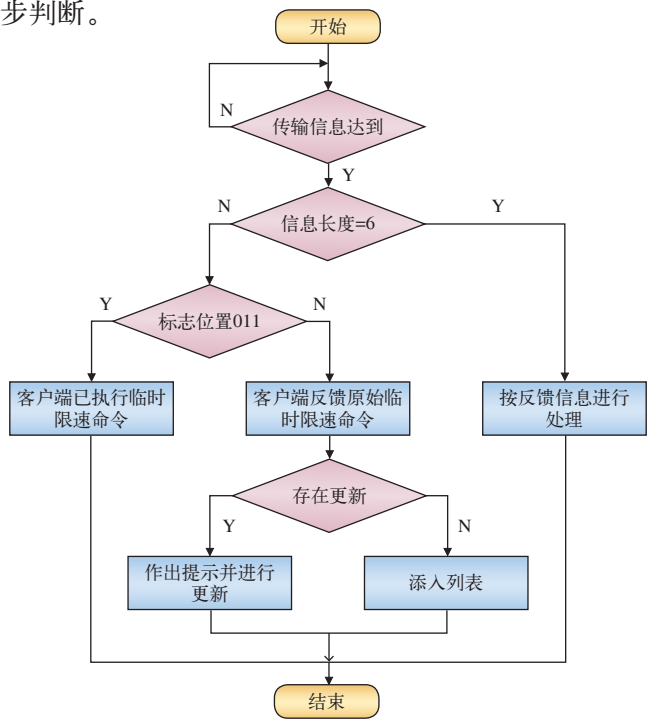 步判断。
开始
N
传输信息达到
Y
N
信息长度=6
Y
Y
标志位置011
N
客户端已执行临时
限速命令
客户端反馈原始临
时限速命令
按反馈信息进行
处理
存在更新
Y
N
作出提示并进行
更新
添入列表
结束